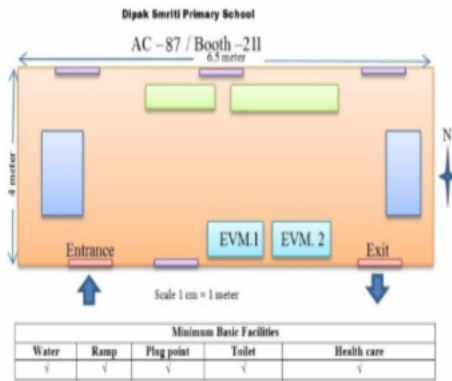 Dipak Smriti Primary School
AC – 87 / Booth –211
6.5 meter
4 meter
N
EVM.1 EVM. 2
Entrance Exit
Scale 1 cm = 1 meter
Minimum Basic Facilities
Water Ramp Plug point Toilet Health care
√ √ √ √ √